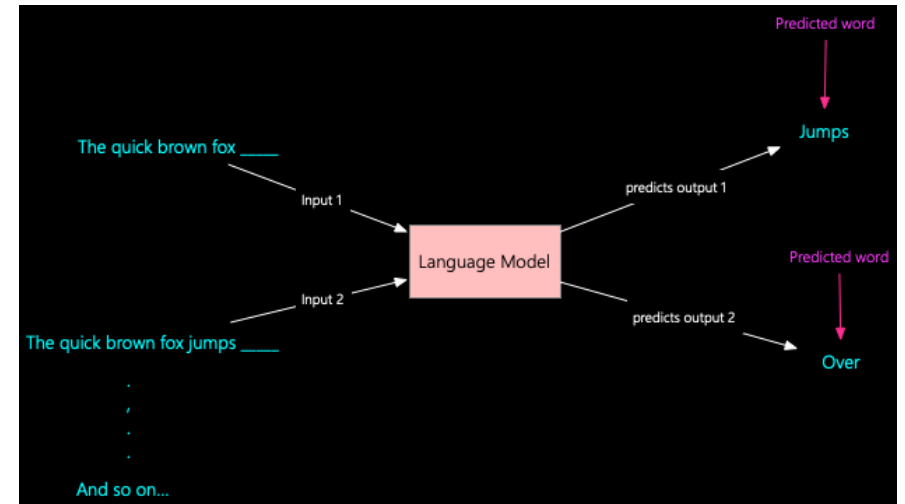 Predicted word
Jumps
The quick brown fox _____
predicts output 1
Input 1
Language Model
Predicted word
Input 2
predicts output 2
The quick brown fox jumps _____
Over
.
,
.
.
And so on...